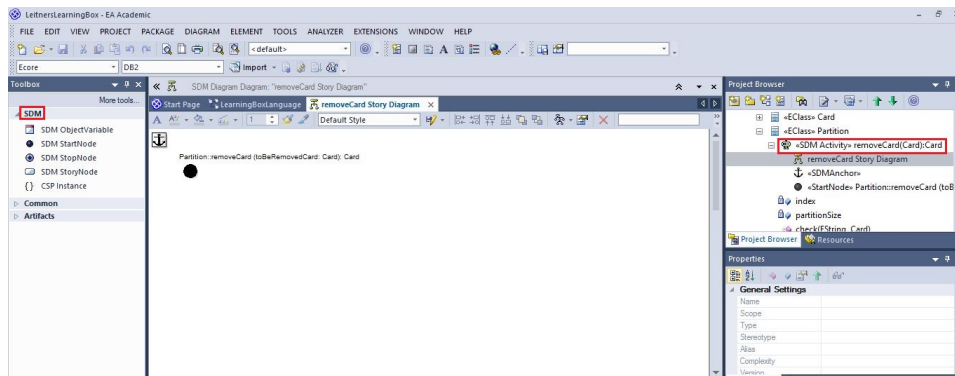 LeitnersLearningBox - EA Academic
FILE EDIT VIEW PROJECT PACKAGE DIAGRAM ELEMENT TOOLS ANALYZER EXTENSIONS WINDOW HELP
<default>
Ecore DB2 Import
Toolbox
More tools...
SDM
SDM ObjectVariable
SDM StartNode
SDM StopNode
SDM StoryNode
{} CSP Instance
Common
Artifacts
SDM Diagram Diagram: "removeCard Story Diagram"
Start Page LearningBoxLanguage removeCard Story Diagram
1 Default Style
Partition::removeCard (toBeRemovedCard: Card): Card
Project Browser
«EClass» Card
«EClass» Partition
«SDM Activity» removeCard(Card):Card
removeCard Story Diagram
«SDMAnchor»
«StartNode» Partition::removeCard (toB
index
partitionSize
check(EString, Card)
Project Browser Resources
Properties
General Settings
Name
Scope
Type
Stereotype
Alias
Complexity
Version